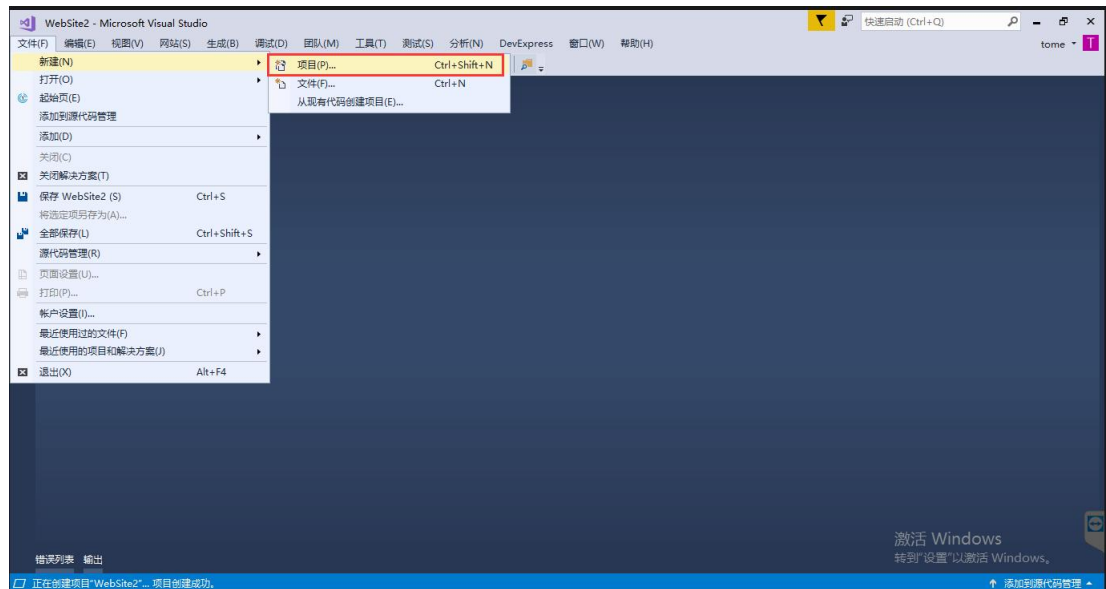 WebSite2 - Microsoft Visual Studio
快速启动 (Ctrl+Q)
文件(F) 编辑(E) 视图(V) 网站(S) 生成(B) 调试(D) 团队(M) 工具(T) 测试(S) 分析(N) DevExpress 窗口(W) 帮助(H)
tome
T
新建(N)
项目(P)... Ctrl+Shift+N
文件(F)... Ctrl+N
从现有代码创建项目(E)...
打开(O)
起始页(E)
添加到源代码管理
添加(D)
关闭(C)
关闭解决方案(T)
保存 WebSite2 (S) Ctrl+S
将选定项另存为(A)...
全部保存(L) Ctrl+Shift+S
源代码管理(R)
页面设置(U)...
打印(P)... Ctrl+P
帐户设置(I)...
最近使用过的文件(F)
最近使用的项目和解决方案(J)
退出(X) Alt+F4
激活 Windows
转到"设置"以激活 Windows。
错误列表 输出
正在创建项目"WebSite2"... 项目创建成功。
添加到源代码管理